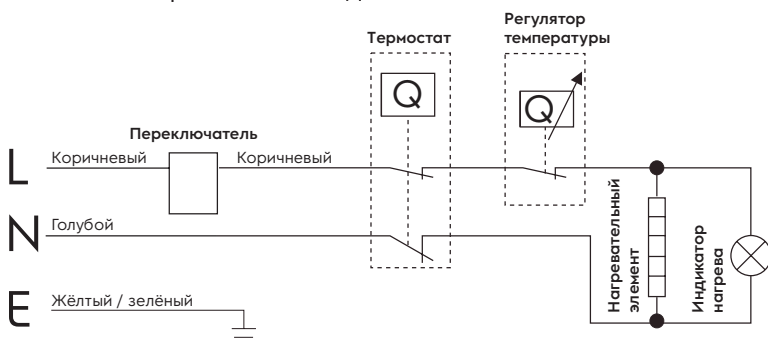 Регулятор
температуры
Термостат
Q
Q
Переключатель
L
Коричневый
Коричневый
N
Голубой
E
Жёлтый / зелёный
Нагревательный
элемент
Индикатор
нагрева